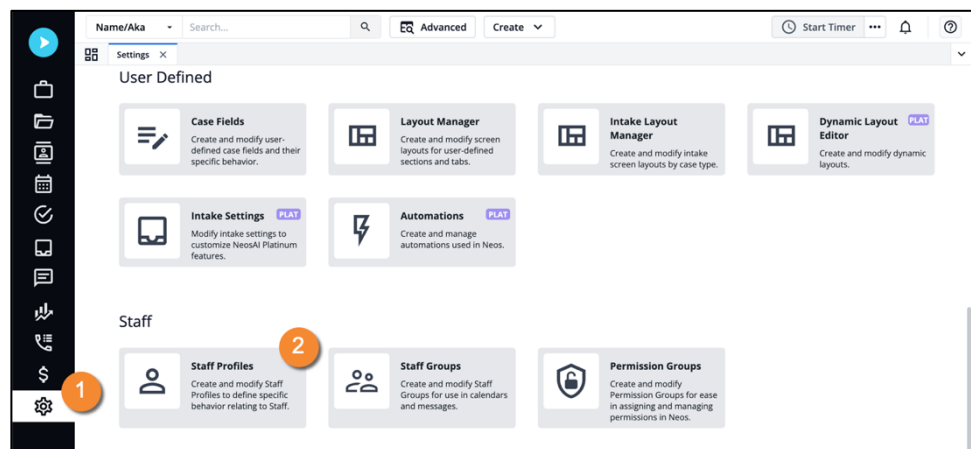 Name/Aka Search... Advanced Create Start Timer
Settings
User Defined
Case Fields
Create and modify user-
defined case fields and their
specific behavior.
Layout Manager
Create and modify screen
layouts for user-defined
sections and tabs.
Intake Layout
Manager
Create and modify intake
screen layouts by case type.
Dynamic Layout PLAT
Editor
Create and modify dynamic
layouts.
Intake Settings PLAT
Modify intake settings to
customize NeosAI Platinum
features.
Automations PLAT
Create and manage
automations used in Neos.
Staff
2
Staff Profiles
Create and modify Staff
Profiles to define specific
behavior relating to Staff.
Staff Groups
Create and modify Staff
Groups for use in calendars
and messages.
Permission Groups
Create and modify
Permission Groups for ease
in assigning and managing
permissions in Neos.
1